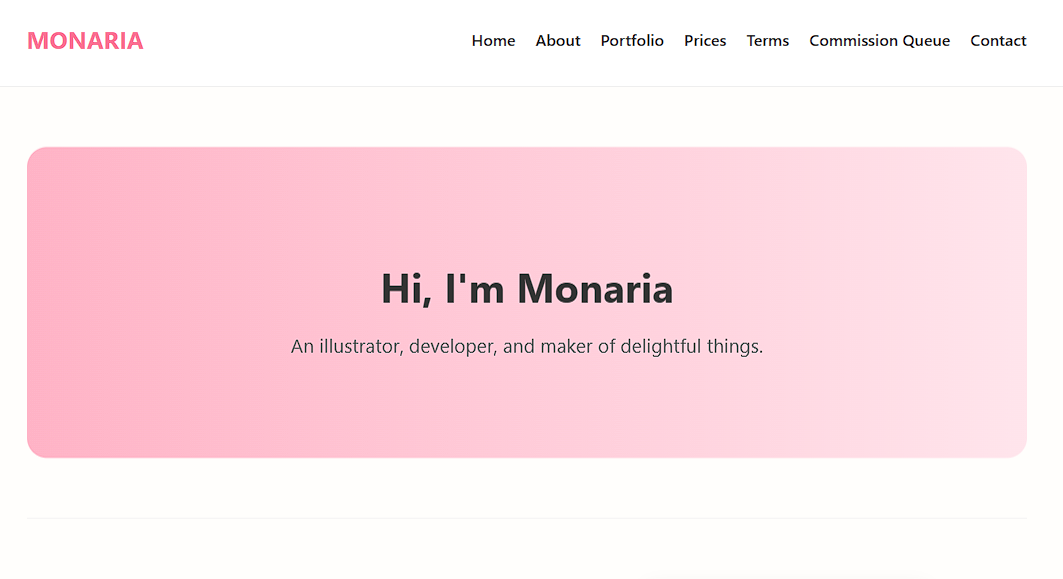 MONARIA
Home About Portfolio Prices Terms Commission Queue Contact
Hi, I'm Monaria
An illustrator, developer, and maker of delightful things.